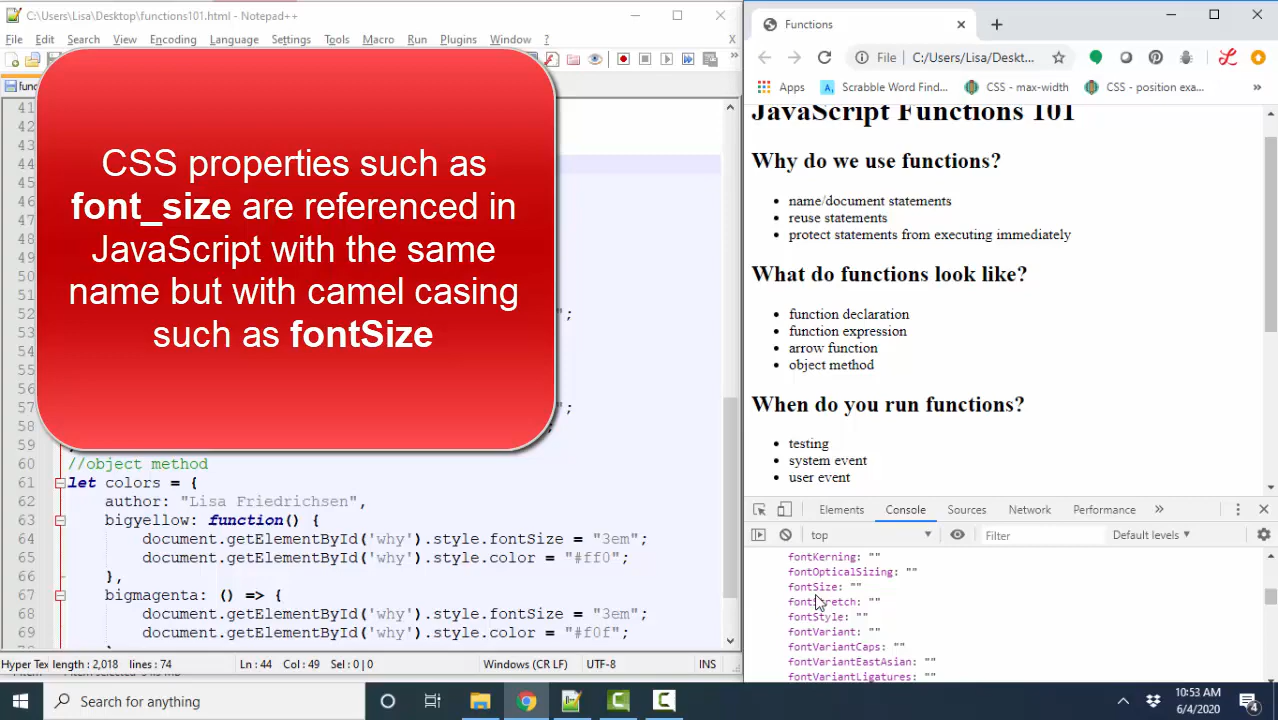 C:\Users\Lisa\Desktop\functions101.html - Notepad++
File Edit Search View Encoding Language Settings Tools Macro Run Plugins Window ? X
func
41
42
43
44
45
46
47
48
49
50
51
52 ";
53
54
55
56
57 ";
58
59
60 //object method
61 let colors = {
62 author: "Lisa Friedrichsen",
63 bigyellow: function() {
64 document.getElementById('why').style.fontSize = "3em";
65 document.getElementById('why').style.color = "#ff0";
66 },
67 bigmagenta: () => {
68 document.getElementById('why').style.fontSize = "3em";
69 document.getElementById('why').style.color = "#f0f";
CSS properties such as
font_size are referenced in
JavaScript with the same
name but with camel casing
such as fontSize
Hyper Tex length : 2,018 lines : 74 Ln : 44 Col : 49 Sel : 0 | 0 Windows (CR LF) UTF-8 INS
Functions
File C:/Users/Lisa/Deskt...
Apps Scrabble Word Find... CSS - max-width CSS - position exa...
JavaScript Functions 101
Why do we use functions?
name/document statements
reuse statements
protect statements from executing immediately
What do functions look like?
function declaration
function expression
arrow function
object method
When do you run functions?
testing
system event
user event
Elements Console Sources Network Performance
top Filter Default levels
fontKerning: ""
fontOpticalSizing: ""
fontSize: ""
fontStretch: ""
fontStyle: ""
fontVariant: ""
fontVariantCaps: ""
fontVariantEastAsian: ""
fontVariantLigatures: ""
Search for anything
10:53 AM
6/4/2020
4